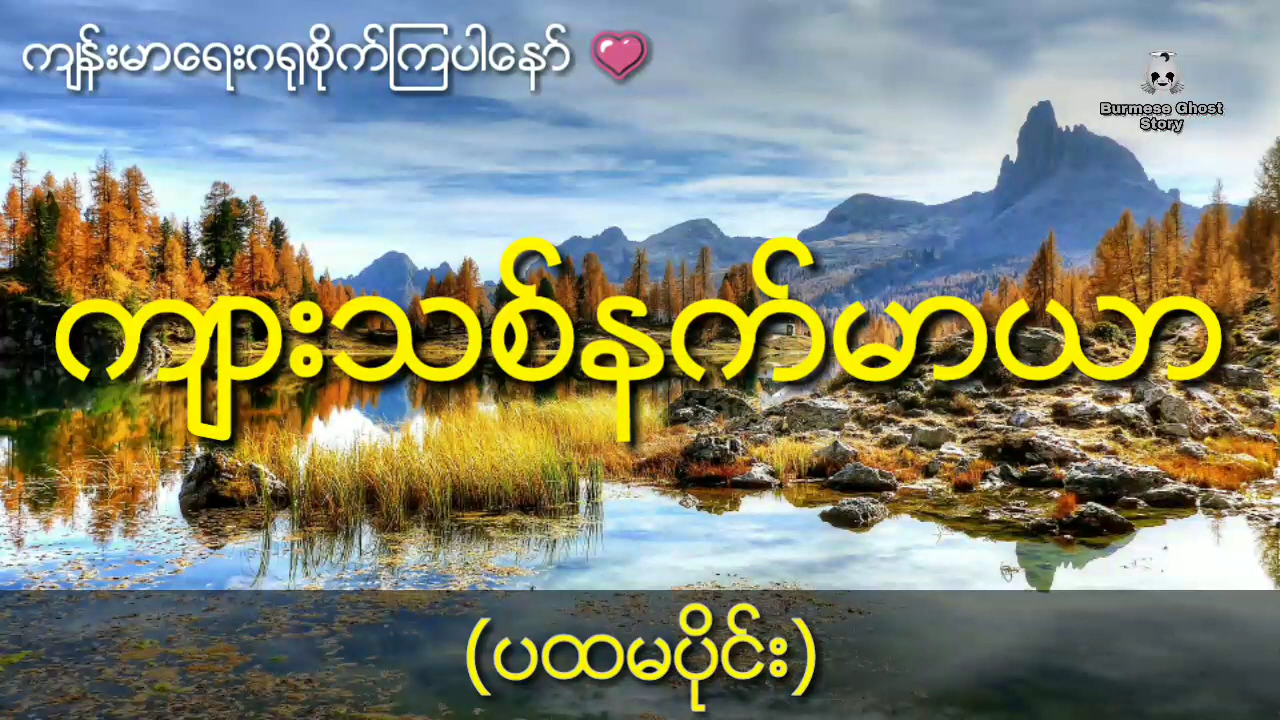 ကျန်းမာရေးဂရုစိုက်ကြပါနော် 💗
Burmese Ghost
Story
ကျားသစ်နက်မာယာ
(ပထမပိုင်း)